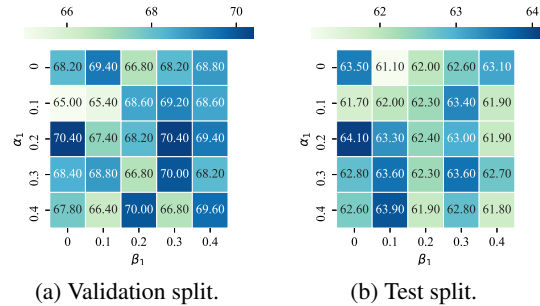 66 68 70
0 68.20 69.40 66.80 68.20 68.80
0.1 65.00 65.40 68.60 69.20 68.60
α1 0.2 70.40 67.40 68.20 70.40 69.40
0.3 68.40 68.80 66.80 70.00 68.20
0.4 67.80 66.40 70.00 66.80 69.60
0 0.1 0.2 0.3 0.4
β1
(a) Validation split.
62 63 64
0 63.50 61.10 62.00 62.60 63.10
0.1 61.70 62.00 62.30 63.40 61.90
α1 0.2 64.10 63.30 62.40 63.00 61.90
0.3 62.80 63.60 62.30 63.60 62.70
0.4 62.60 63.90 61.90 62.80 61.80
0 0.1 0.2 0.3 0.4
β1
(b) Test split.